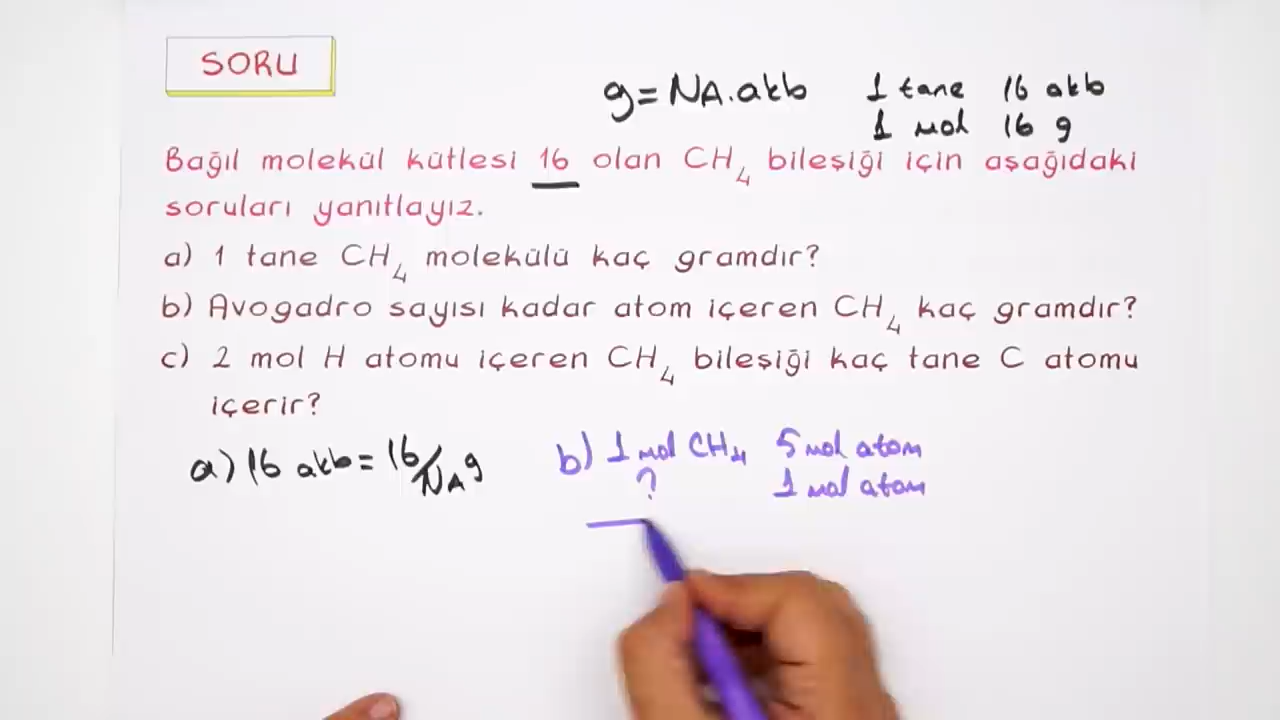 SORU
g=NA.akb 1 tane 16 akb
1 mol 16 g
Bağıl molekül kütlesi 16 olan CH4 bileşiği için aşağıdaki
soruları yanıtlayız.
a) 1 tane CH4 molekülü kaç gramdır?
b) Avogadro sayısı kadar atom içeren CH4 kaç gramdır?
c) 2 mol H atomu içeren CH4 bileşiği kaç tane C atomu
içerir?
a) 16 akb = 16/NA g
b) 1 mol CH4 5 mol atom
? 1 mol atom